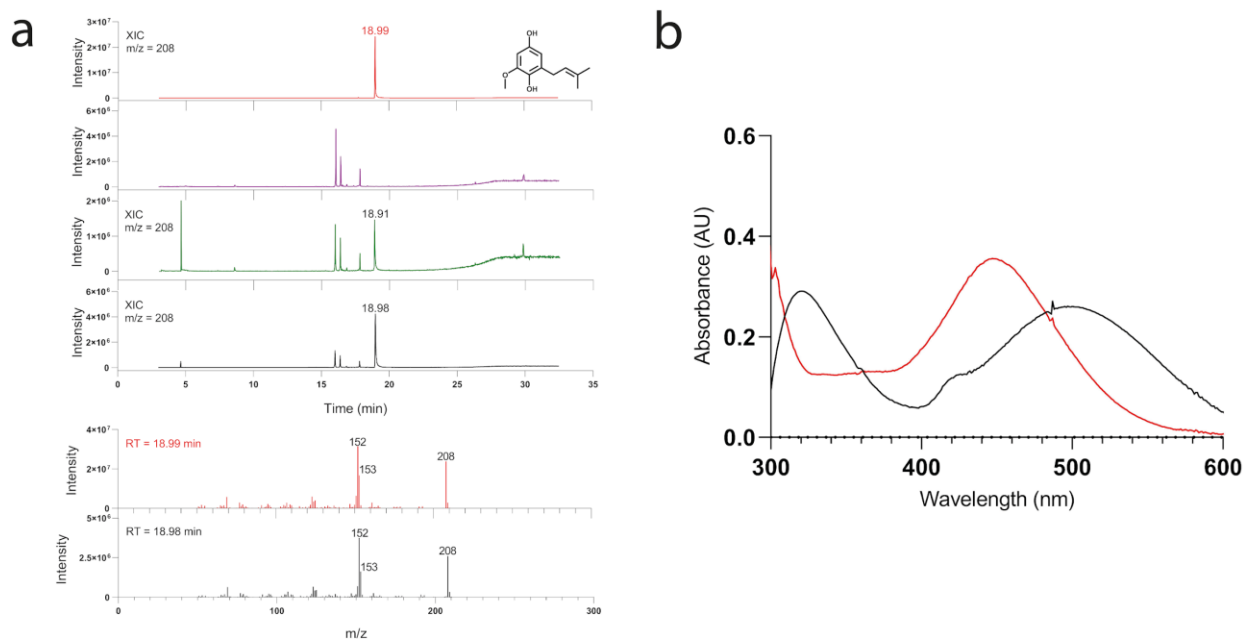 a
XIC
m/z = 208
18.99
OH
O
OH
Intensity
3×10⁷
2×10⁷
1×10⁷
0
Intensity
6×10⁶
4×10⁶
2×10⁶
0
XIC
m/z = 208
18.91
Intensity
2×10⁶
1×10⁶
0
XIC
m/z = 208
18.98
Intensity
6×10⁶
4×10⁶
2×10⁶
0
0 5 10 15 20 25 30 35
Time (min)
RT = 18.99 min
152
153
208
Intensity
4×10⁷
2×10⁷
0
RT = 18.98 min
152
153
208
Intensity
5×10⁶
2.5×10⁶
0
0 100 200 300
m/z
b
Absorbance (AU)
0.6
0.4
0.2
0.0
300 400 500 600
Wavelength (nm)